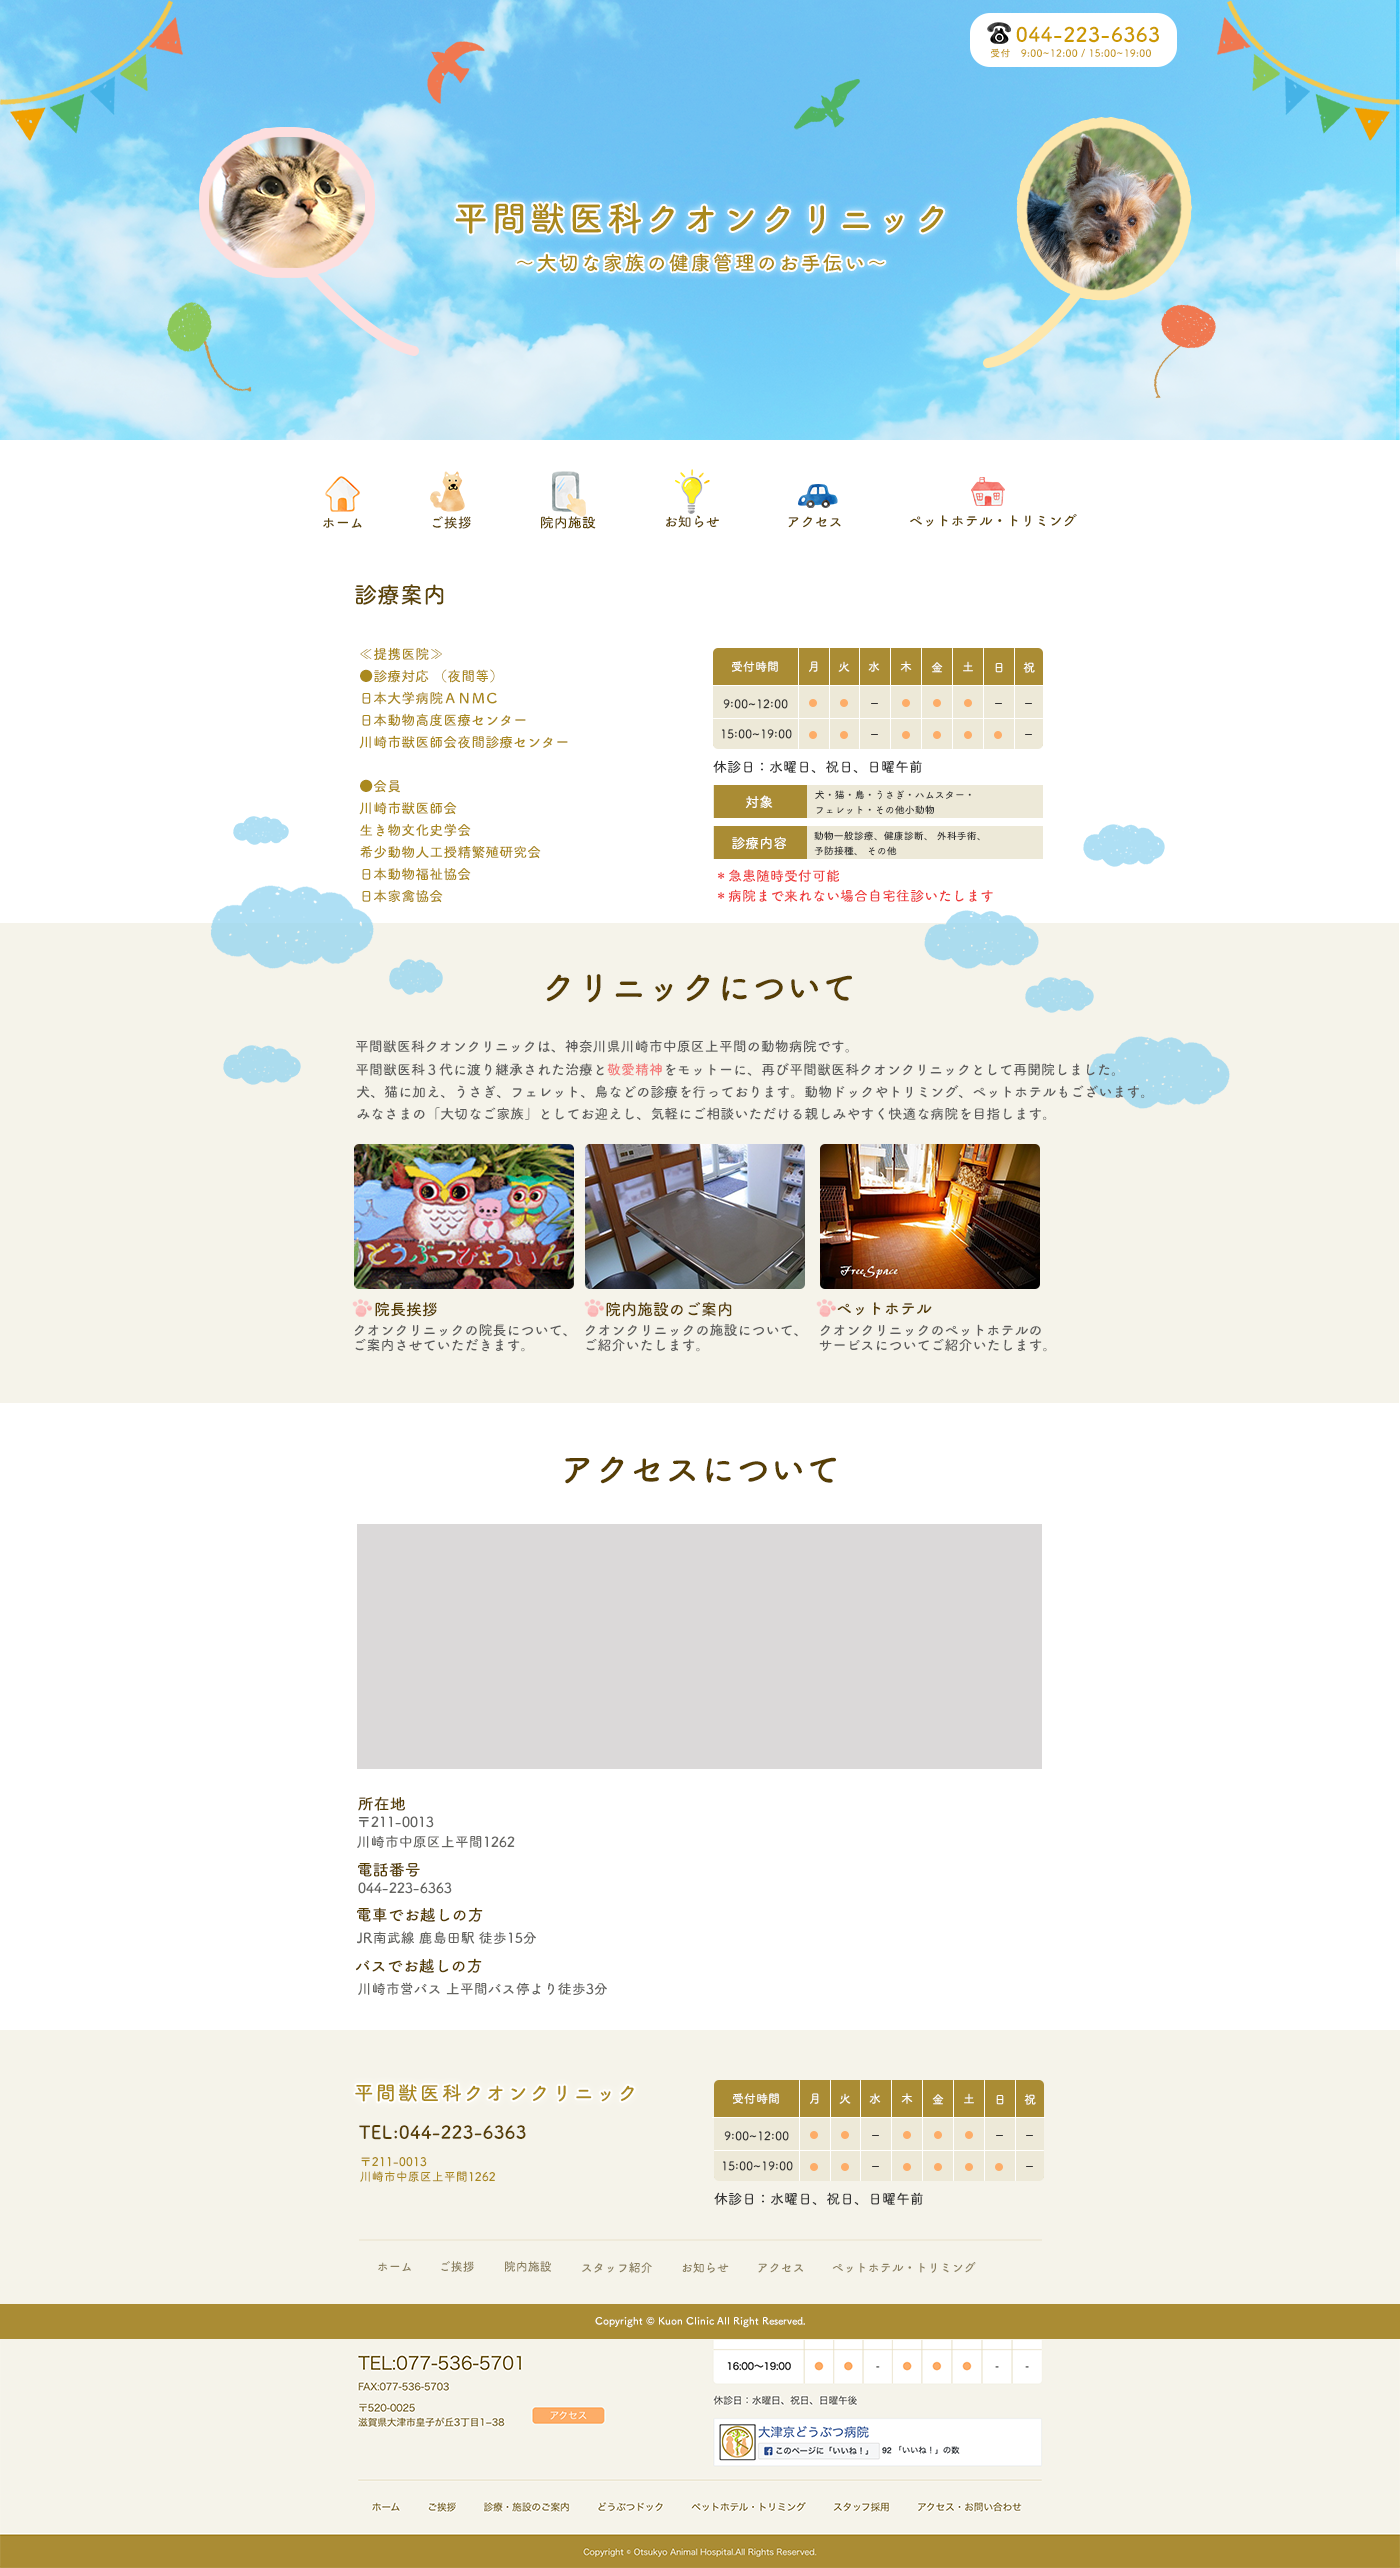 044-223-6363
受付 9:00~12:00 / 15:00~19:00
平間獣医科クオンクリニック
～大切な家族の健康管理のお手伝い～
ホーム ご挨拶 院内施設 お知らせ アクセス ペットホテル・トリミング
診療案内
≪提携医院≫
●診療対応 （夜間等）
日本大学病院ＡＮＭＣ
日本動物高度医療センター
川崎市獣医師会夜間診療センター
●会員
川崎市獣医師会
生き物文化史学会
希少動物人工授精繁殖研究会
日本動物福祉協会
日本家禽協会
受付時間 月 火 水 木 金 土 日 祝
9:00~12:00 ● ● – ● ● ● – –
15:00~19:00 ● ● – ● ● ● ● –
休診日：水曜日、祝日、日曜午前
対象 犬・猫・鳥・うさぎ・ハムスター・
フェレット・その他小動物
診療内容 動物一般診療、健康診断、 外科手術、
予防接種、 その他
＊急患随時受付可能
＊病院まで来れない場合自宅往診いたします
クリニックについて
平間獣医科クオンクリニックは、神奈川県川崎市中原区上平間の動物病院です。
平間獣医科３代に渡り継承された治療と敬愛精神をモットーに、再び平間獣医科クオンクリニックとして再開院しました。
犬、猫に加え、うさぎ、フェレット、鳥などの診療を行っております。動物ドックやトリミング、ペットホテルもございます。
みなさまの「大切なご家族」としてお迎えし、気軽にご相談いただける親しみやすく快適な病院を目指します。
どうぶつびょういん
FreeSpace
院長挨拶
クオンクリニックの院長について、
ご案内させていただきます。
院内施設のご案内
クオンクリニックの施設について、
ご紹介いたします。
ペットホテル
クオンクリニックのペットホテルの
サービスについてご紹介いたします。
アクセスについて
所在地
〒211-0013
川崎市中原区上平間1262
電話番号
044-223-6363
電車でお越しの方
JR南武線 鹿島田駅 徒歩15分
バスでお越しの方
川崎市営バス 上平間バス停より徒歩3分
平間獣医科クオンクリニック
TEL:044-223-6363
〒211-0013
川崎市中原区上平間1262
受付時間 月 火 水 木 金 土 日 祝
9:00~12:00 ● ● – ● ● ● – –
15:00~19:00 ● ● – ● ● ● ● –
休診日：水曜日、祝日、日曜午前
ホーム ご挨拶 院内施設 スタッフ紹介 お知らせ アクセス ペットホテル・トリミング
Copyright © Kuon Clinic All Right Reserved.
TEL:077-536-5701
FAX:077-536-5703
〒520-0025
滋賀県大津市皇子が丘3丁目1−38
アクセス
16:00〜19:00 ● ● - ● ● ● - -
休診日：水曜日、祝日、日曜午後
大津京どうぶつ病院
このページに「いいね！」 92 「いいね！」の数
ホーム ご挨拶 診療・施設のご案内 どうぶつドック ペットホテル・トリミング スタッフ採用 アクセス・お問い合わせ
Copyright © Otsukyo Animal Hospital.All Rights Reserved.